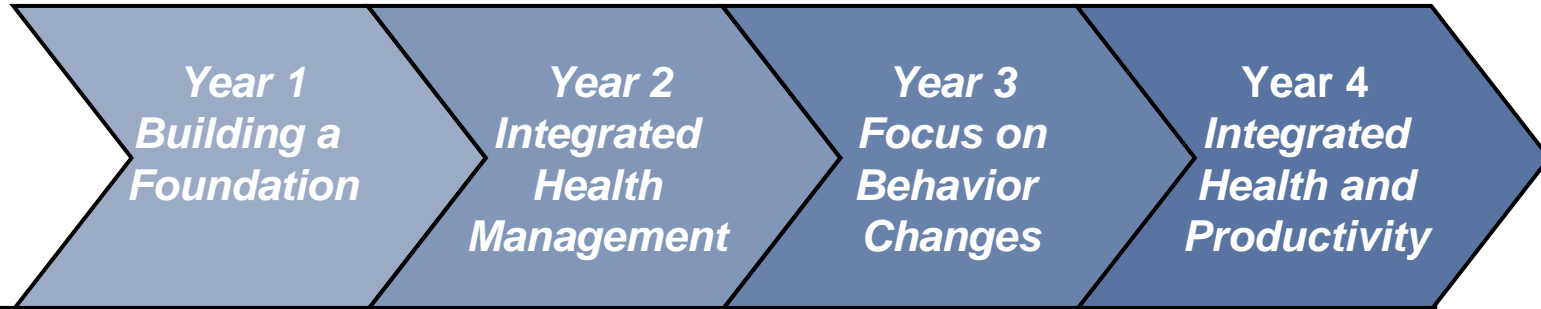 Year 1
Building a
Foundation
Year 2
Integrated
Health
Management
Year 3
Focus on
Behavior
Changes
Year 4
Integrated
Health and
Productivity